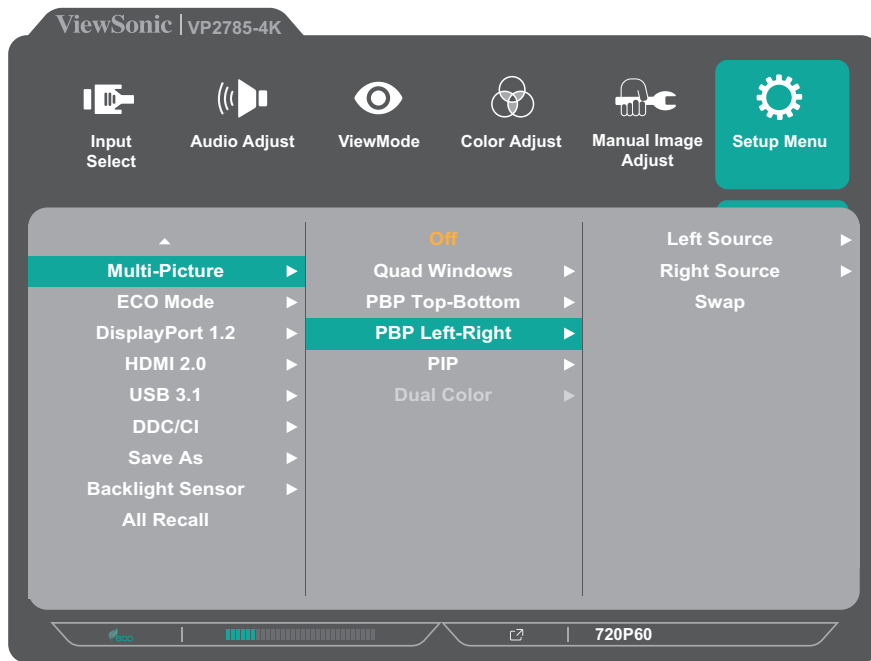 ViewSonic | VP2785-4K
Input
Select
Audio Adjust
ViewMode
Color Adjust
Manual Image
Adjust
Setup Menu
Multi-Picture
ECO Mode
DisplayPort 1.2
HDMI 2.0
USB 3.1
DDC/CI
Save As
Backlight Sensor
All Recall
Off
Quad Windows
PBP Top-Bottom
PBP Left-Right
PIP
Dual Color
Left Source
Right Source
Swap
eco
720P60